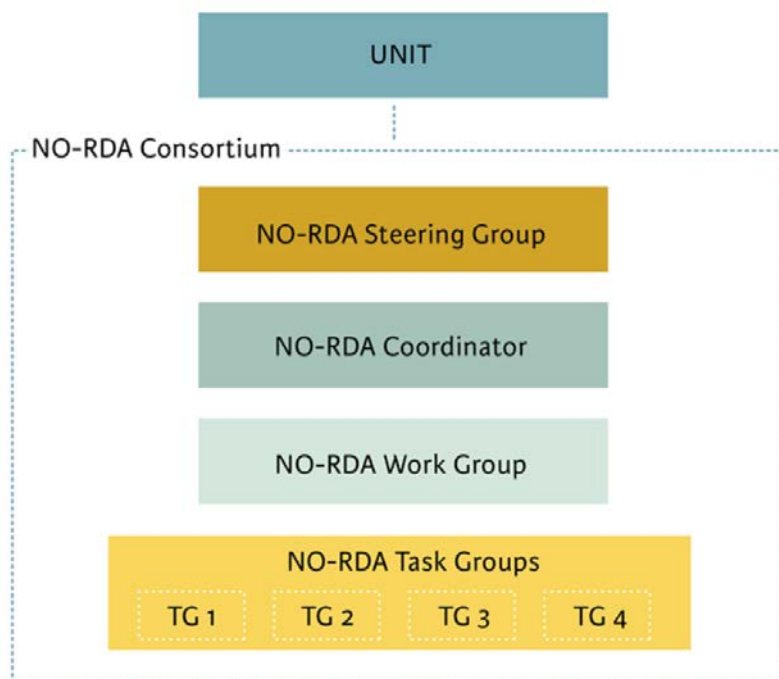 UNIT
NO-RDA Consortium
NO-RDA Steering Group
NO-RDA Coordinator
NO-RDA Work Group
NO-RDA Task Groups
TG 1 TG 2 TG 3 TG 4